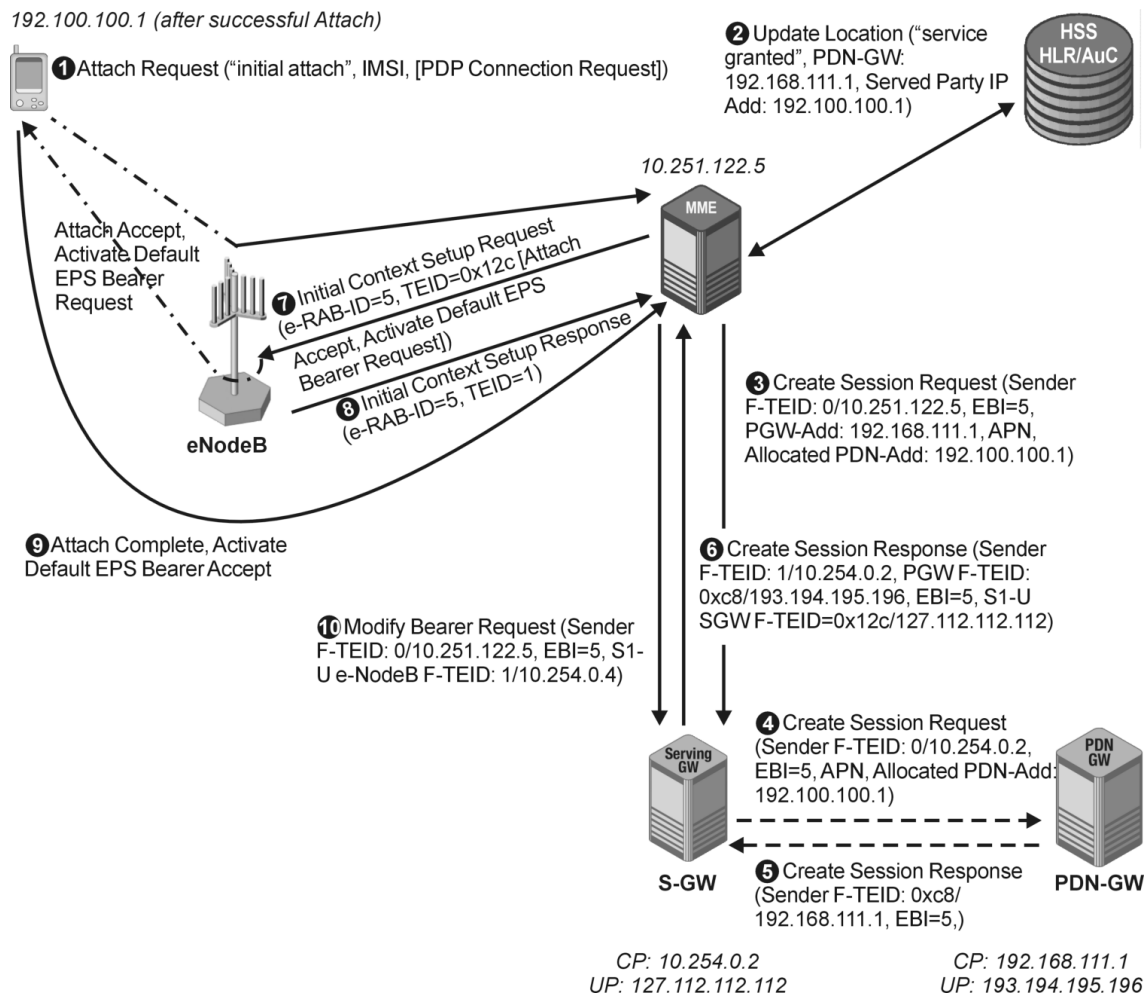 192.100.100.1 (after successful Attach)
❶Attach Request (“initial attach”, IMSI, [PDP Connection Request])
❷Update Location (“service
granted”, PDN-GW:
192.168.111.1, Served Party IP
Add: 192.100.100.1)
HSS
HLR/AuC
10.251.122.5
MME
Attach Accept,
Activate Default
EPS Bearer
Request
❼Initial Context Setup Request
(e-RAB-ID=5, TEID=0x12c [Attach
Accept, Activate Default EPS
Bearer Request])
❽Initial Context Setup Response
(e-RAB-ID=5, TEID=1)
eNodeB
❸Create Session Request (Sender
F-TEID: 0/10.251.122.5, EBI=5,
PGW-Add: 192.168.111.1, APN,
Allocated PDN-Add: 192.100.100.1)
❾Attach Complete, Activate
Default EPS Bearer Accept
❻Create Session Response (Sender
F-TEID: 1/10.254.0.2, PGW F-TEID:
0xc8/193.194.195.196, EBI=5, S1-U
SGW F-TEID=0x12c/127.112.112.112)
❿Modify Bearer Request (Sender
F-TEID: 0/10.251.122.5, EBI=5, S1-
U e-NodeB F-TEID: 1/10.254.0.4)
❹Create Session Request
(Sender F-TEID: 0/10.254.0.2,
EBI=5, APN, Allocated PDN-Add:
192.100.100.1)
Serving
GW
PDN
GW
S-GW
❺Create Session Response
(Sender F-TEID: 0xc8/
192.168.111.1, EBI=5,)
PDN-GW
CP: 10.254.0.2
UP: 127.112.112.112
CP: 192.168.111.1
UP: 193.194.195.196